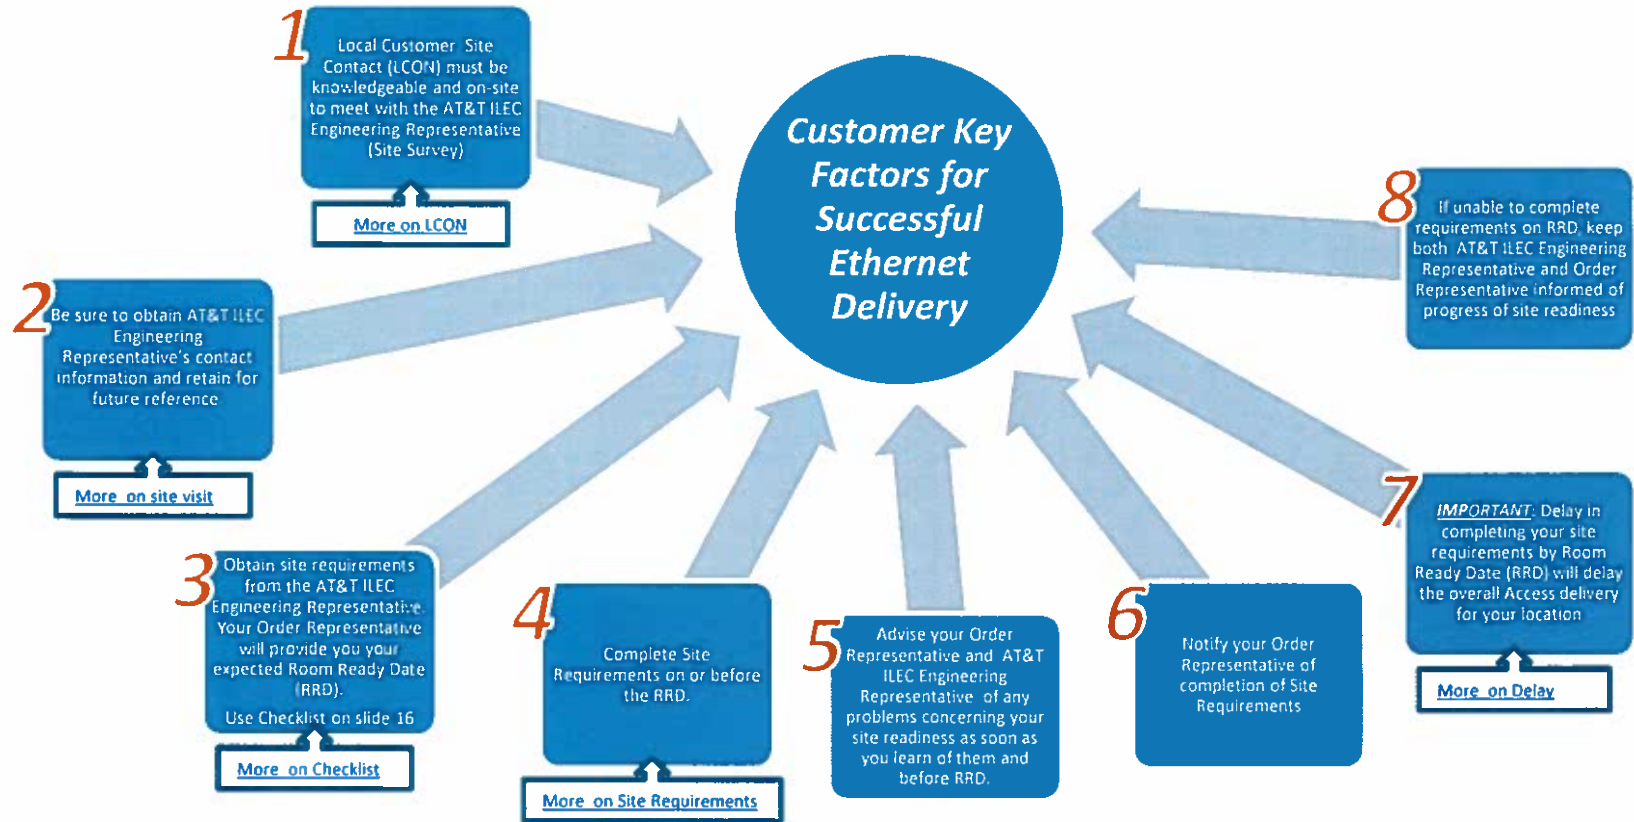 1
Local Customer Site
Contact (LCON) must be
knowledgeable and on-site
to meet with the AT&T ILEC
Engineering Representative
(Site Survey)
More on LCON
2
Be sure to obtain AT&T ILEC
Engineering
Representative's contact
information and retain for
future reference
More on site visit
3
Obtain site requirements
from the AT&T ILEC
Engineering Representative.
Your Order Representative
will provide you your
expected Room Ready Date
(RRD).
Use Checklist on slide 16
More on Checklist
4
Complete Site
Requirements on or before
the RRD.
More on Site Requirements
5
Advise your Order
Representative and AT&T
ILEC Engineering
Representative of any
problems concerning your
site readiness as soon as
you learn of them and
before RRD.
6
Notify your Order
Representative of
completion of Site
Requirements
7
IMPORTANT: Delay in
completing your site
requirements by Room
Ready Date (RRD) will delay
the overall Access delivery
for your location
More on Delay
8
If unable to complete
requirements on RRD, keep
both AT&T ILEC Engineering
Representative and Order
Representative informed of
progress of site readiness
Customer Key
Factors for
Successful
Ethernet
Delivery